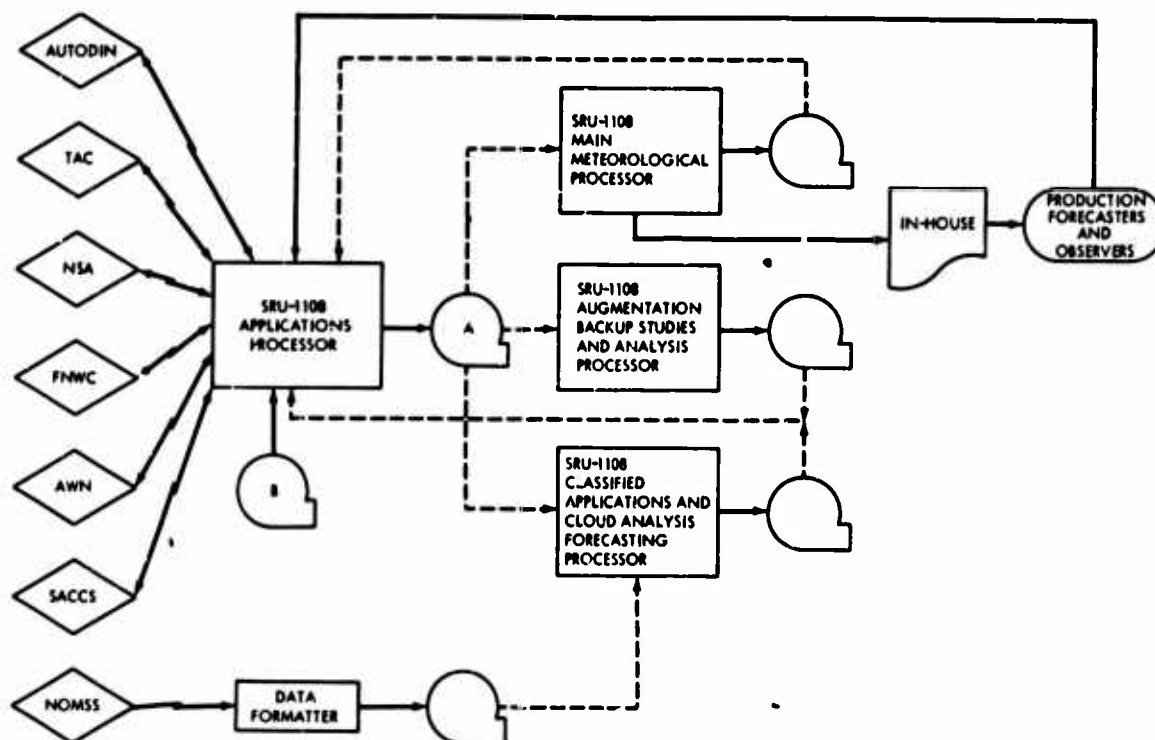 AUTODIN
TAC
NSA
FNWC
AWN
SACCS
NOMSS
SRU-1108
APPLICATIONS
PROCESSOR
A
B
DATA
FORMATTER
SRU-1108
MAIN
METEOROLOGICAL
PROCESSOR
SRU-1108
AUGMENTATION
BACKUP STUDIES
AND ANALYSIS
PROCESSOR
SRU-1108
CLASSIFIED
APPLICATIONS AND
CLOUD ANALYSIS
FORECASTING
PROCESSOR
IN-HOUSE
PRODUCTION
FORECASTERS
AND
OBSERVERS